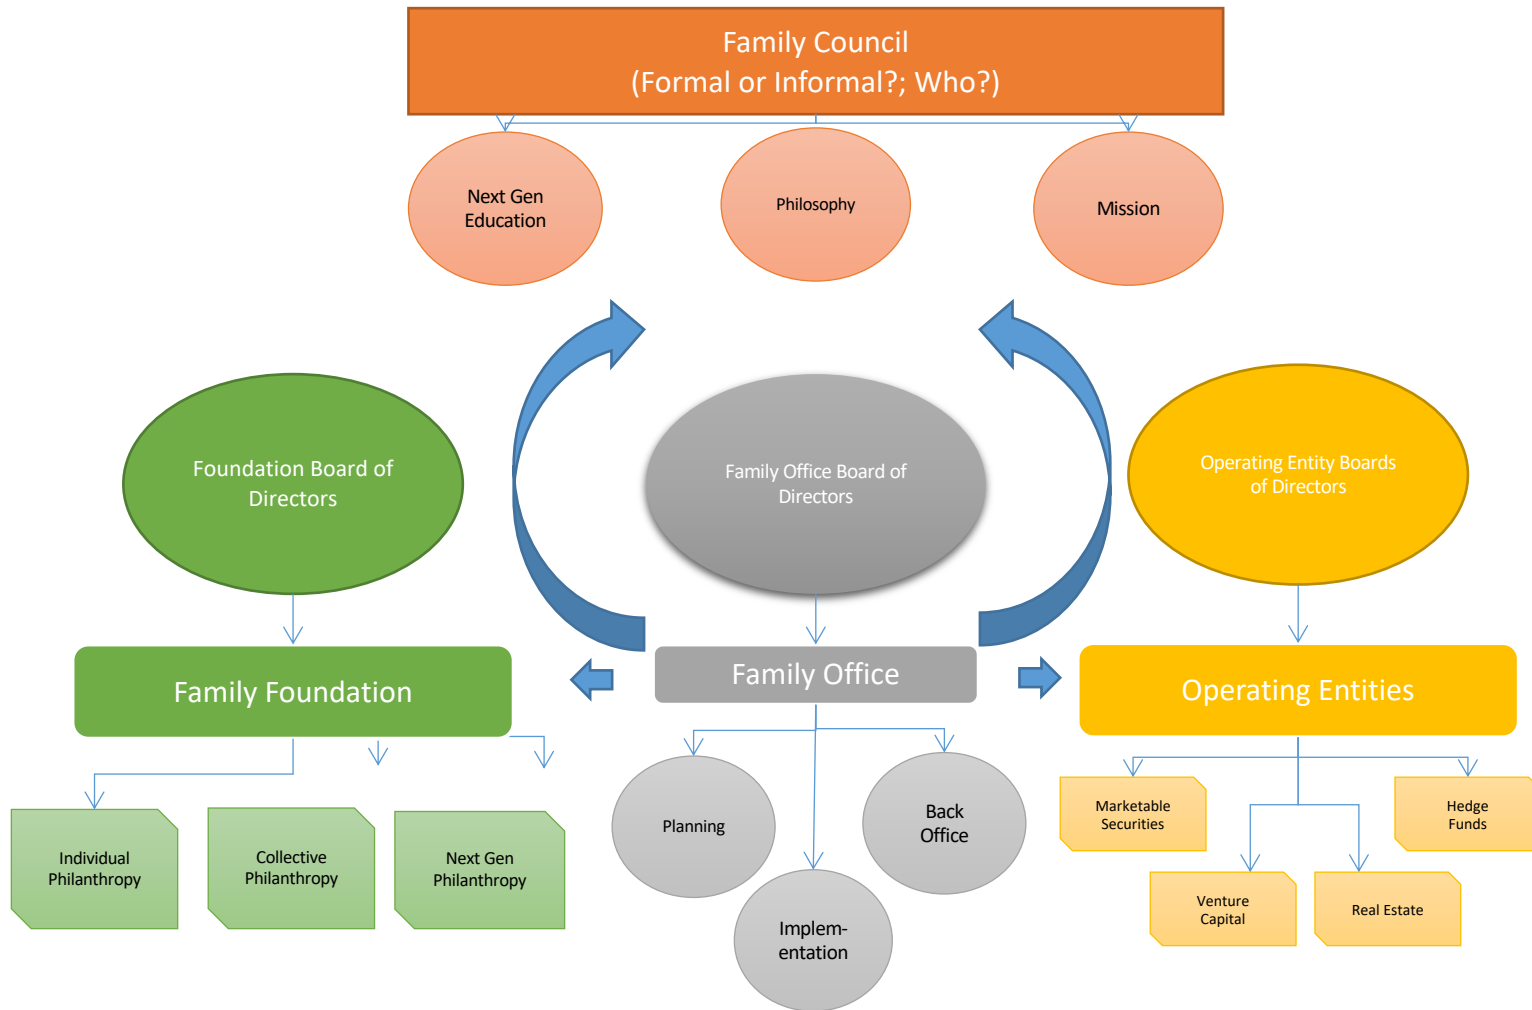 Family Council
(Formal or Informal?; Who?)
Next Gen
Education
Philosophy
Mission
Foundation Board of
Directors
Family Office Board of
Directors
Operating Entity Boards
of Directors
Family Foundation
Family Office
Operating Entities
Individual
Philanthropy
Collective
Philanthropy
Next Gen
Philanthropy
Planning
Implem-
entation
Back
Office
Marketable
Securities
Venture
Capital
Real Estate
Hedge
Funds